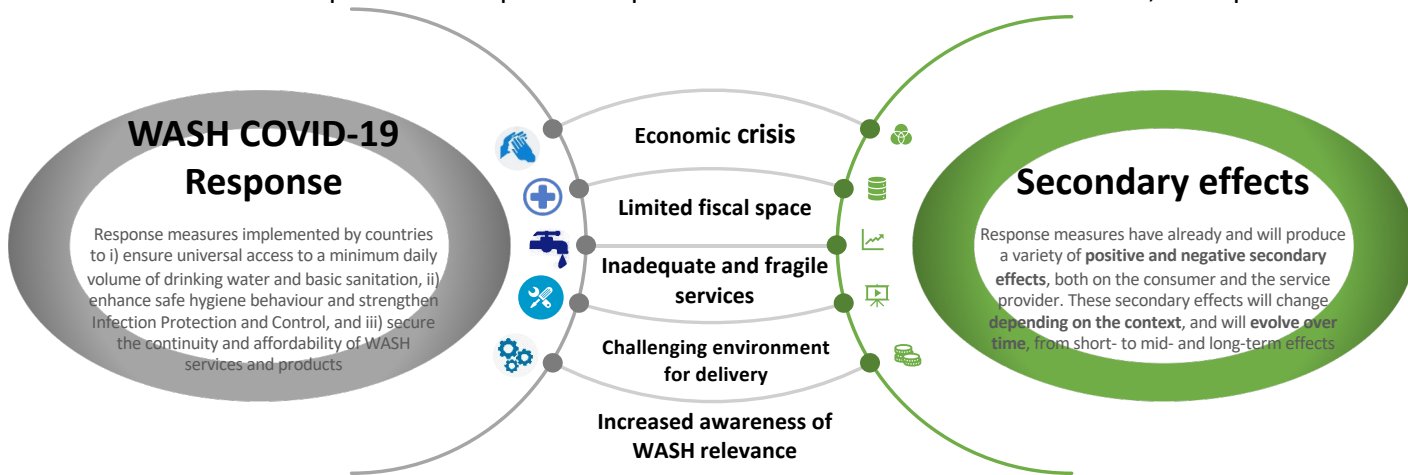 WASH COVID-19
Response
Response measures implemented by countries
to i) ensure universal access to a minimum daily
volume of drinking water and basic sanitation, ii)
enhance safe hygiene behaviour and strengthen
Infection Protection and Control, and iii) secure
the continuity and affordability of WASH
services and products
Economic crisis
Limited fiscal space
Inadequate and fragile
services
Challenging environment
for delivery
Increased awareness of
WASH relevance
Secondary effects
Response measures have already and will produce
a variety of positive and negative secondary
effects, both on the consumer and the service
provider. These secondary effects will change
depending on the context, and will evolve over
time, from short- to mid- and long-term effects